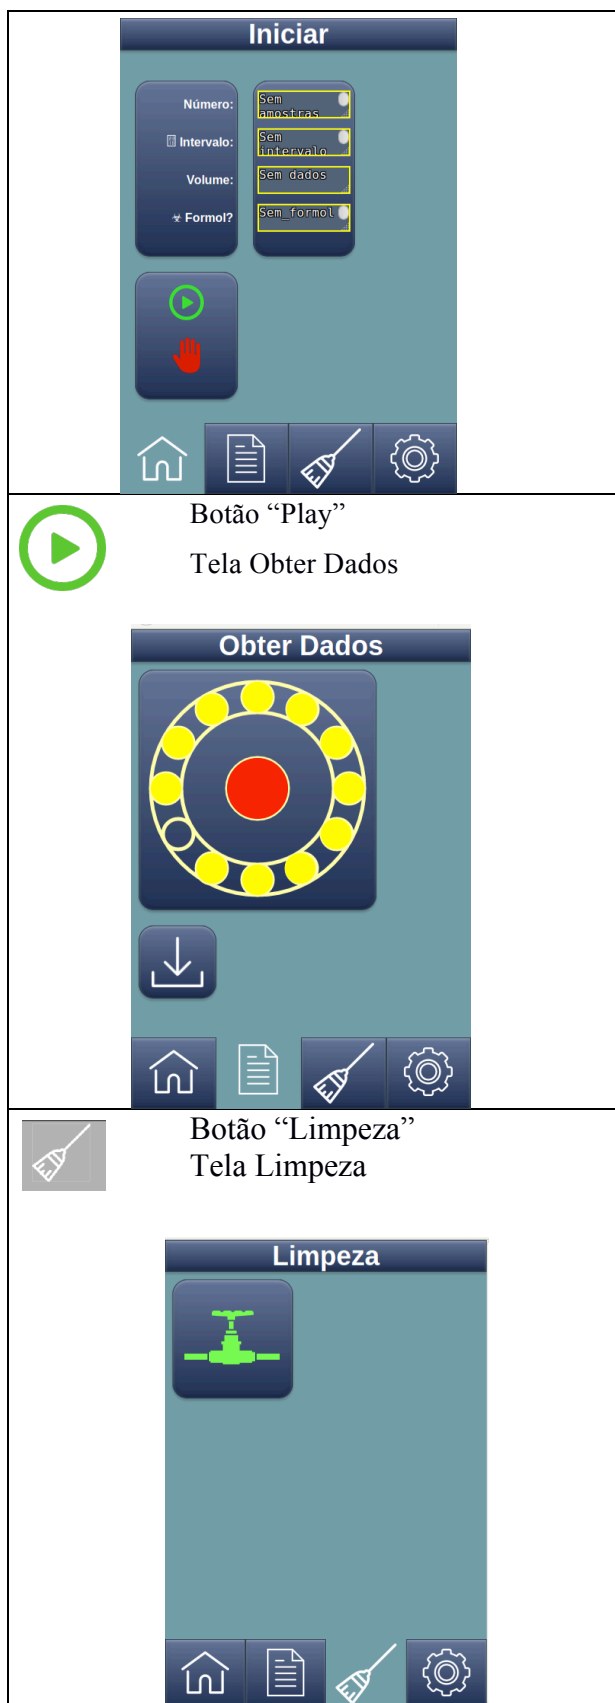 Iniciar
Número:
Sem
amostras
Intervalo:
Sem
intervalo
Volume:
Sem dados
Formol?
Sem_formol
Botão “Play”
Tela Obter Dados
Obter Dados
Botão “Limpeza”
Tela Limpeza
Limpeza